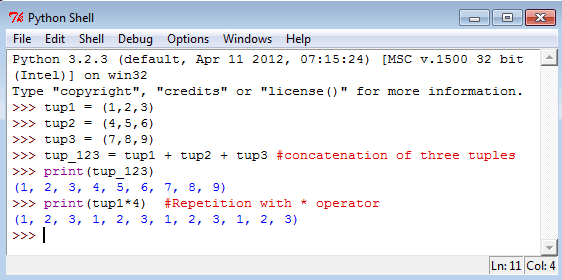 Python Shell
File Edit Shell Debug Options Windows Help
Python 3.2.3 (default, Apr 11 2012, 07:15:24) [MSC v.1500 32 bit
(Intel)] on win32
Type "copyright", "credits" or "license()" for more information.
>>> tup1 = (1,2,3)
>>> tup2 = (4,5,6)
>>> tup3 = (7,8,9)
>>> tup_123 = tup1 + tup2 + tup3 #concatenation of three tuples
>>> print(tup_123)
(1, 2, 3, 4, 5, 6, 7, 8, 9)
>>> print(tup1*4)  #Repetition with * operator
(1, 2, 3, 1, 2, 3, 1, 2, 3, 1, 2, 3)
>>>
Ln: 11 Col: 4